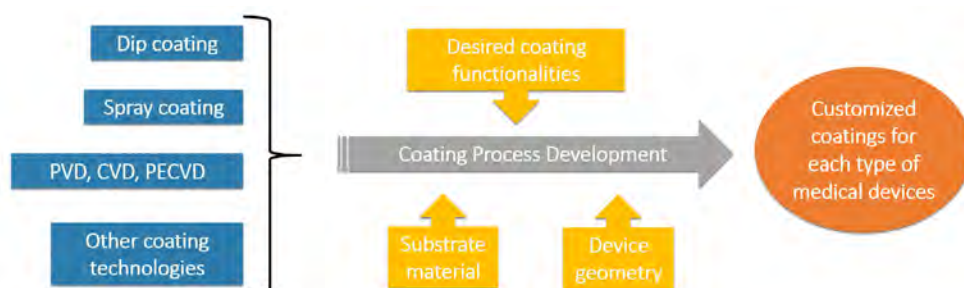 Dip coating
Spray coating
PVD, CVD, PECVD
Other coating
technologies
Desired coating
functionalities
Coating Process Development
Substrate
material
Device
geometry
Customized
coatings for
each type of
medical devices